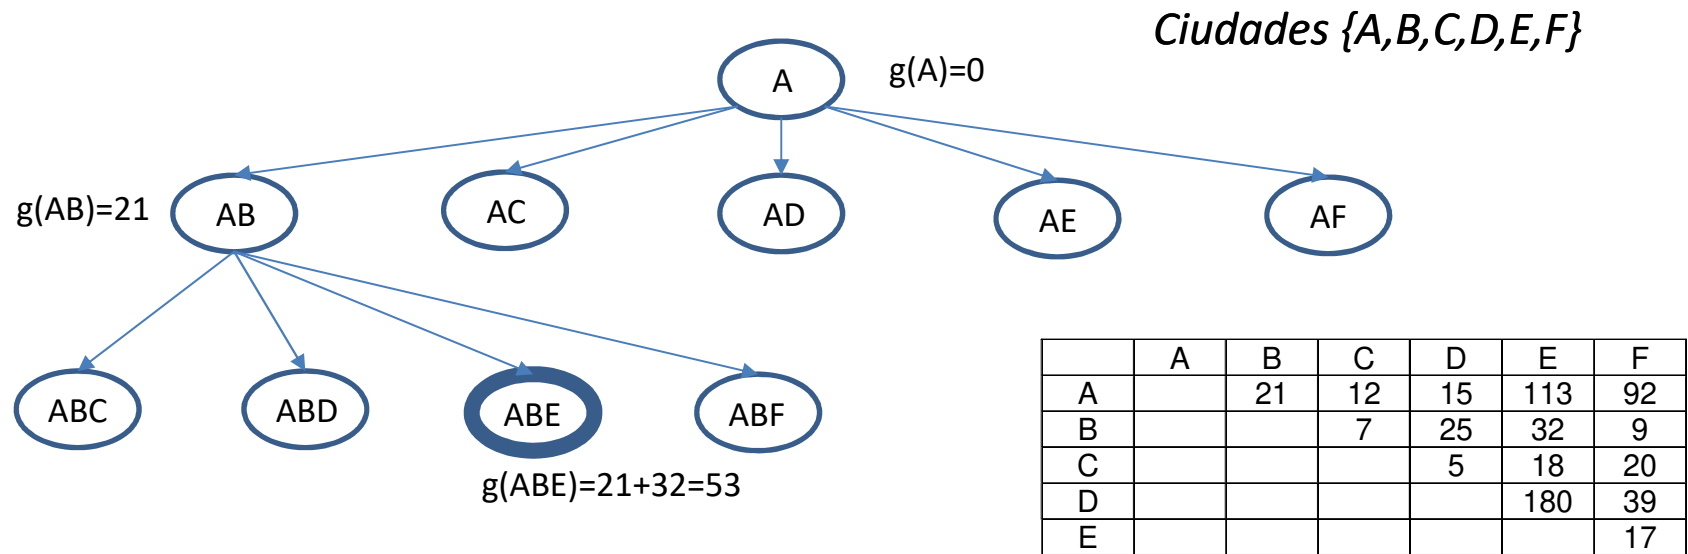 Ciudades {A,B,C,D,E,F}
A
g(A)=0
g(AB)=21
AB
AC
AD
AE
AF
ABC
ABD
ABE
ABF
g(ABE)=21+32=53
A B C D E F
A 21 12 15 113 92
B 7 25 32 9
C 5 18 20
D 180 39
E 17